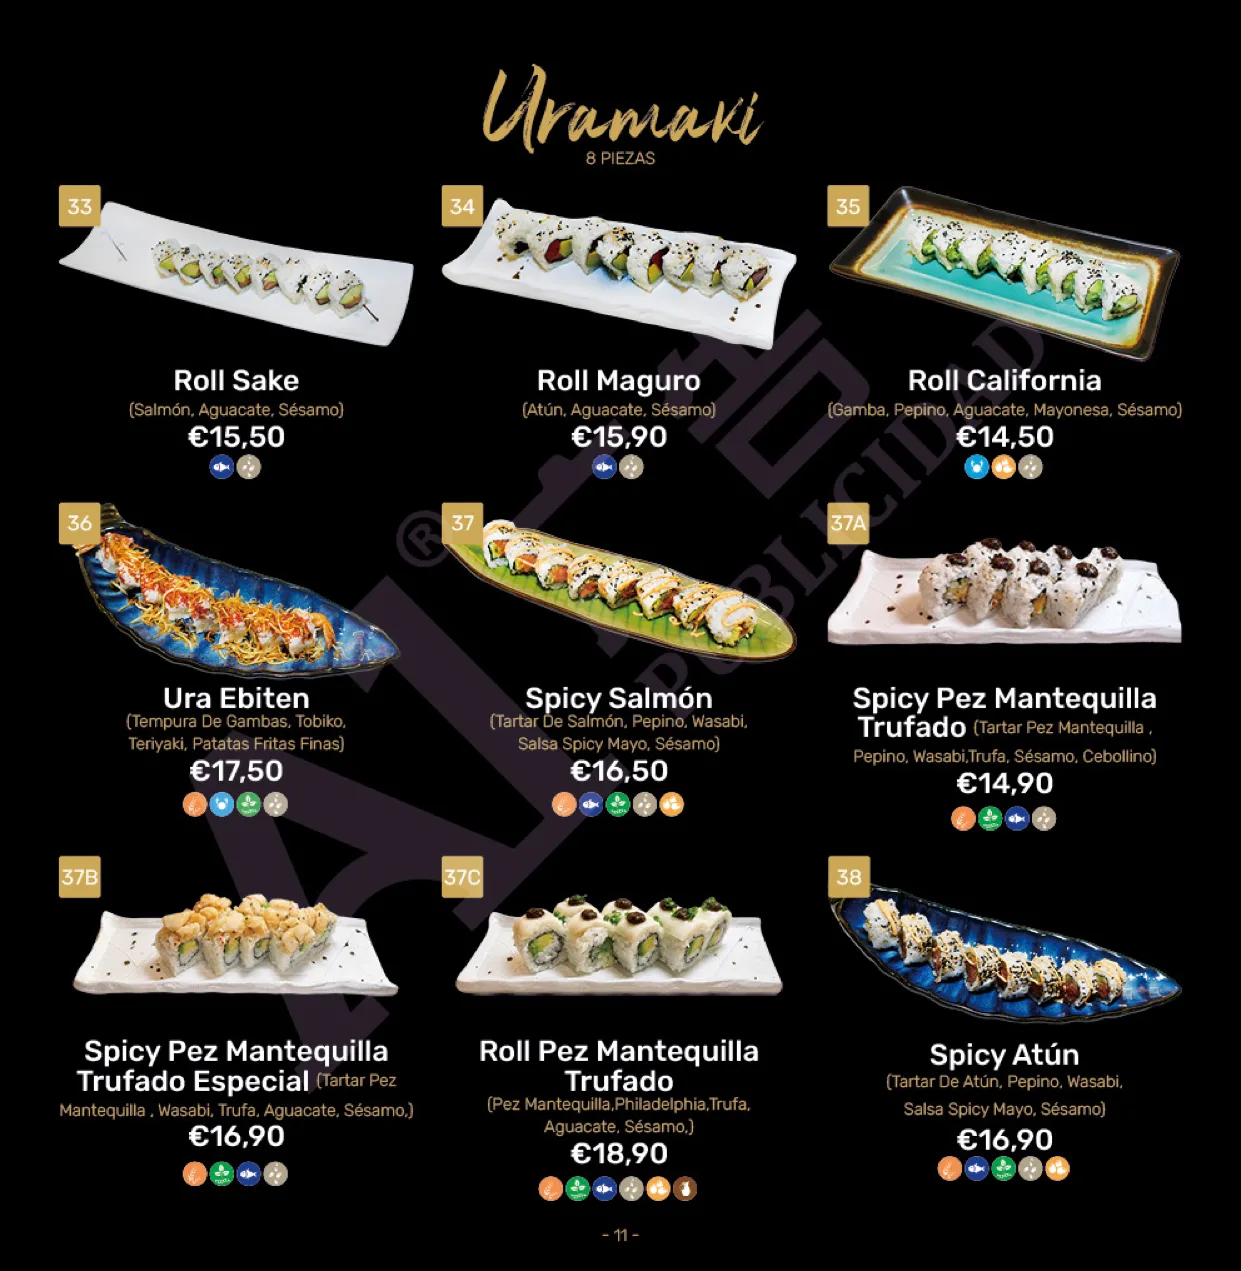 Uramaki
8 PIEZAS
33
34
35
Roll Sake
(Salmón, Aguacate, Sésamo)
€15,50
Roll Maguro
(Atún, Aguacate, Sésamo)
€15,90
Roll California
(Gamba, Pepino, Aguacate, Mayonesa, Sésamo)
€14,50
36
37
37A
Ura Ebiten
(Tempura De Gambas, Tobiko,
Teriyaki, Patatas Fritas Finas)
€17,50
Spicy Salmón
(Tartar De Salmón, Pepino, Wasabi,
Salsa Spicy Mayo, Sésamo)
€16,50
Spicy Pez Mantequilla
Trufado (Tartar Pez Mantequilla ,
Pepino, Wasabi,Trufa, Sésamo, Cebollino)
€14,90
37B
37C
38
Spicy Pez Mantequilla
Trufado Especial (Tartar Pez
Mantequilla , Wasabi, Trufa, Aguacate, Sésamo,)
€16,90
Roll Pez Mantequilla
Trufado
(Pez Mantequilla,Philadelphia,Trufa,
Aguacate, Sésamo,)
€18,90
Spicy Atún
(Tartar De Atún, Pepino, Wasabi,
Salsa Spicy Mayo, Sésamo)
€16,90
- 11 -
®
PUBLICIDAD